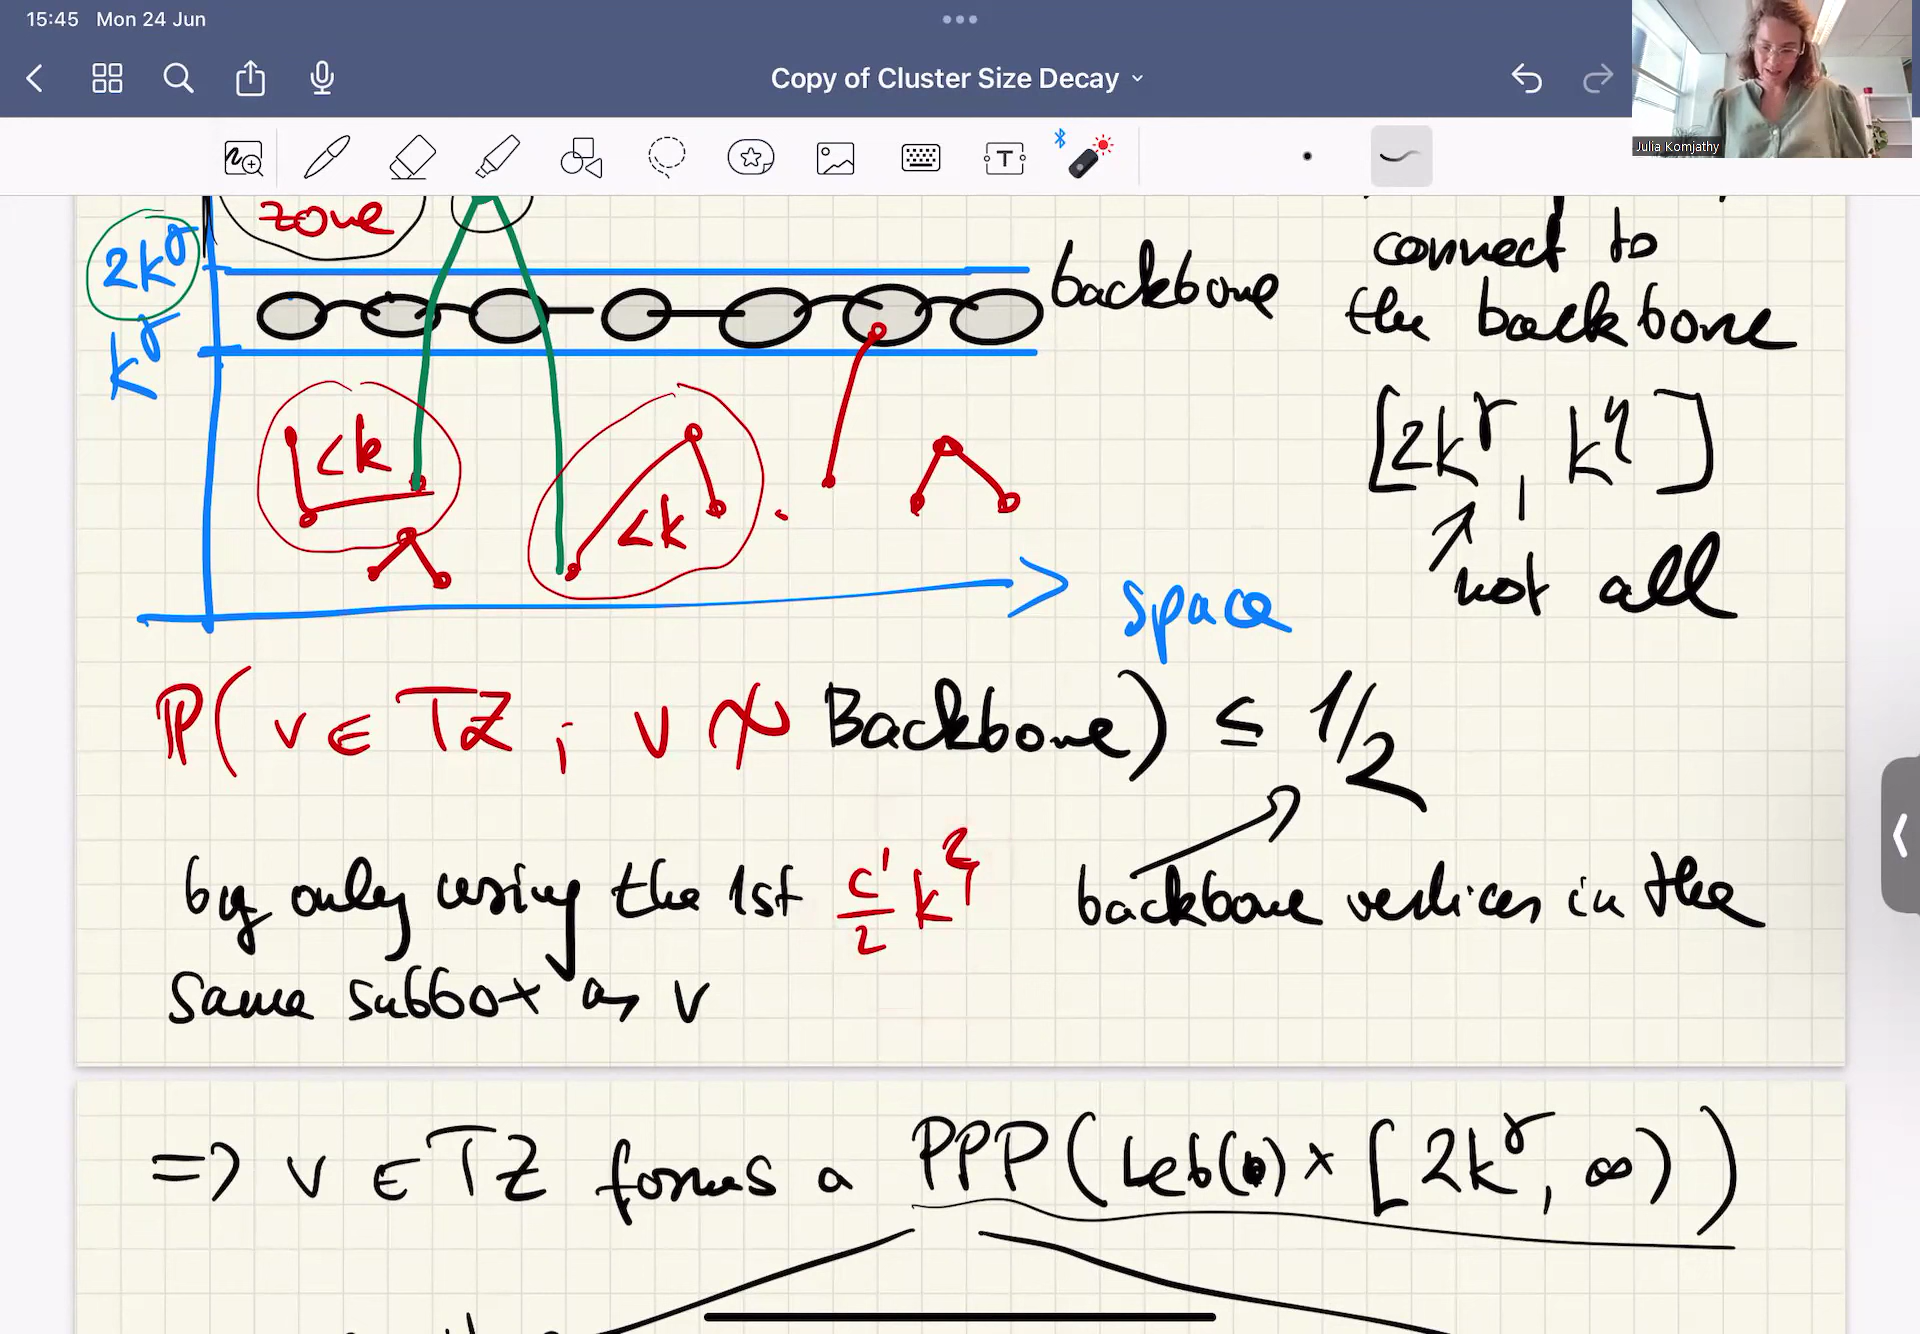 15:45 Mon 24 Jun
Copy of Cluster Size Decay
Julia Komjathy
zone
2k^γ
k^γ
backbone
connect to
the backbone
[2k^γ, k^η]
not all
<k
<k
space
P(v ∈ TZ ; v ≁ Backbone) ≤ 1/2
by only using the 1st c'/2 k^ξ backbone vertices in the
same subbox as v
=> v ∈ TZ forms a PPP(Leb(·) × [2k^γ, ∞))